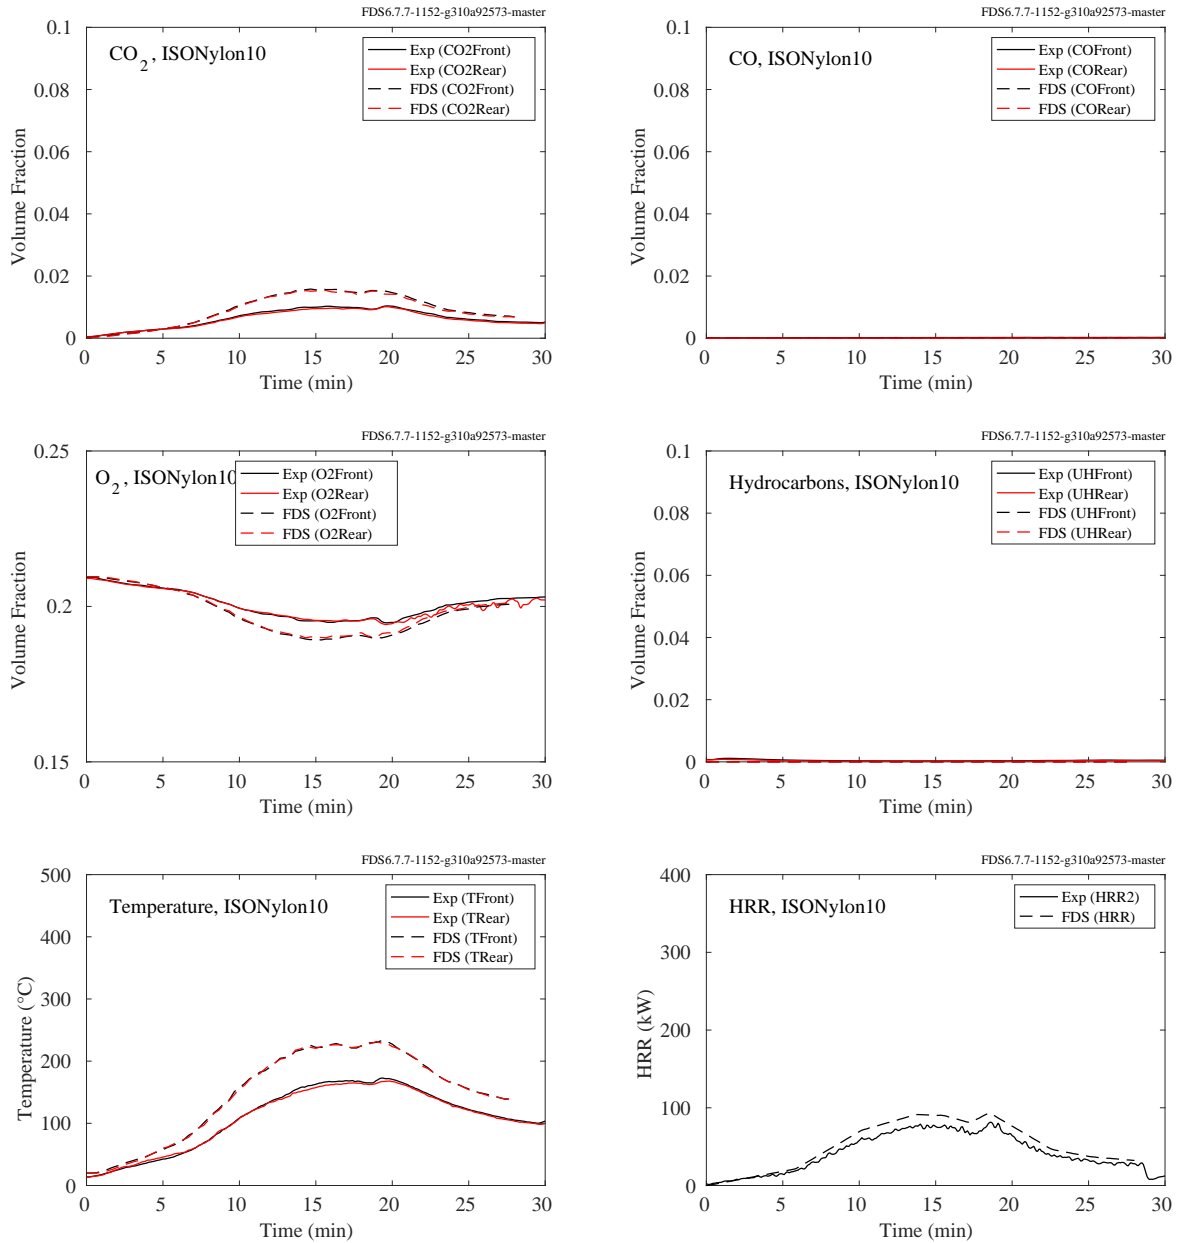 FDS6.7.7-1152-g310a92573-master
CO2, ISONylon10
Exp (CO2Front)
Exp (CO2Rear)
FDS (CO2Front)
FDS (CO2Rear)
0.1
0.08
0.06
0.04
0.02
0
Volume Fraction
0 5 10 15 20 25 30
Time (min)
FDS6.7.7-1152-g310a92573-master
CO, ISONylon10
Exp (COFront)
Exp (CORear)
FDS (COFront)
FDS (CORear)
0.1
0.08
0.06
0.04
0.02
0
Volume Fraction
0 5 10 15 20 25 30
Time (min)
FDS6.7.7-1152-g310a92573-master
O2, ISONylon10
Exp (O2Front)
Exp (O2Rear)
FDS (O2Front)
FDS (O2Rear)
0.25
0.2
0.15
Volume Fraction
0 5 10 15 20 25 30
Time (min)
FDS6.7.7-1152-g310a92573-master
Hydrocarbons, ISONylon10
Exp (UHFront)
Exp (UHRear)
FDS (UHFront)
FDS (UHRear)
0.1
0.08
0.06
0.04
0.02
0
Volume Fraction
0 5 10 15 20 25 30
Time (min)
FDS6.7.7-1152-g310a92573-master
Temperature, ISONylon10
Exp (TFront)
Exp (TRear)
FDS (TFront)
FDS (TRear)
500
400
300
200
100
0
Temperature (°C)
0 5 10 15 20 25 30
Time (min)
FDS6.7.7-1152-g310a92573-master
HRR, ISONylon10
Exp (HRR2)
FDS (HRR)
400
300
200
100
0
HRR (kW)
0 5 10 15 20 25 30
Time (min)